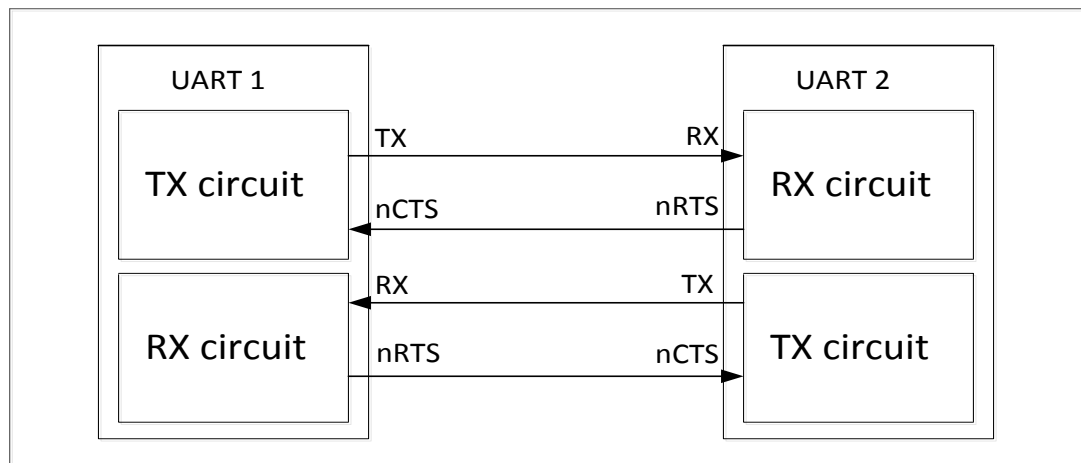 UART 1
UART 2
TX circuit
TX
RX
nCTS
nRTS
RX circuit
RX circuit
RX
TX
nRTS
nCTS
TX circuit